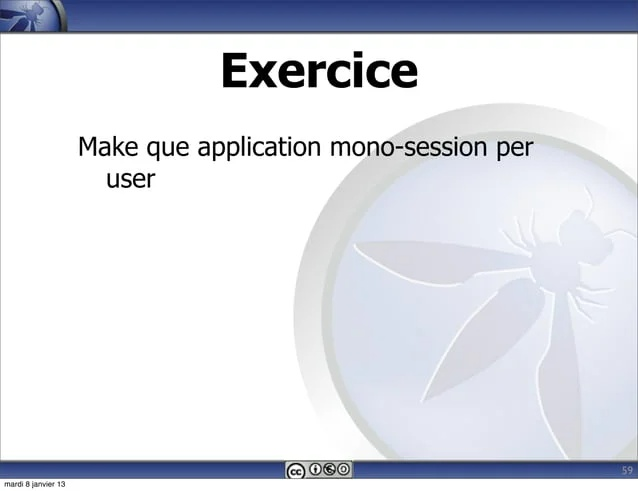 Exercice
Make que application mono-session per
user
59
mardi 8 janvier 13